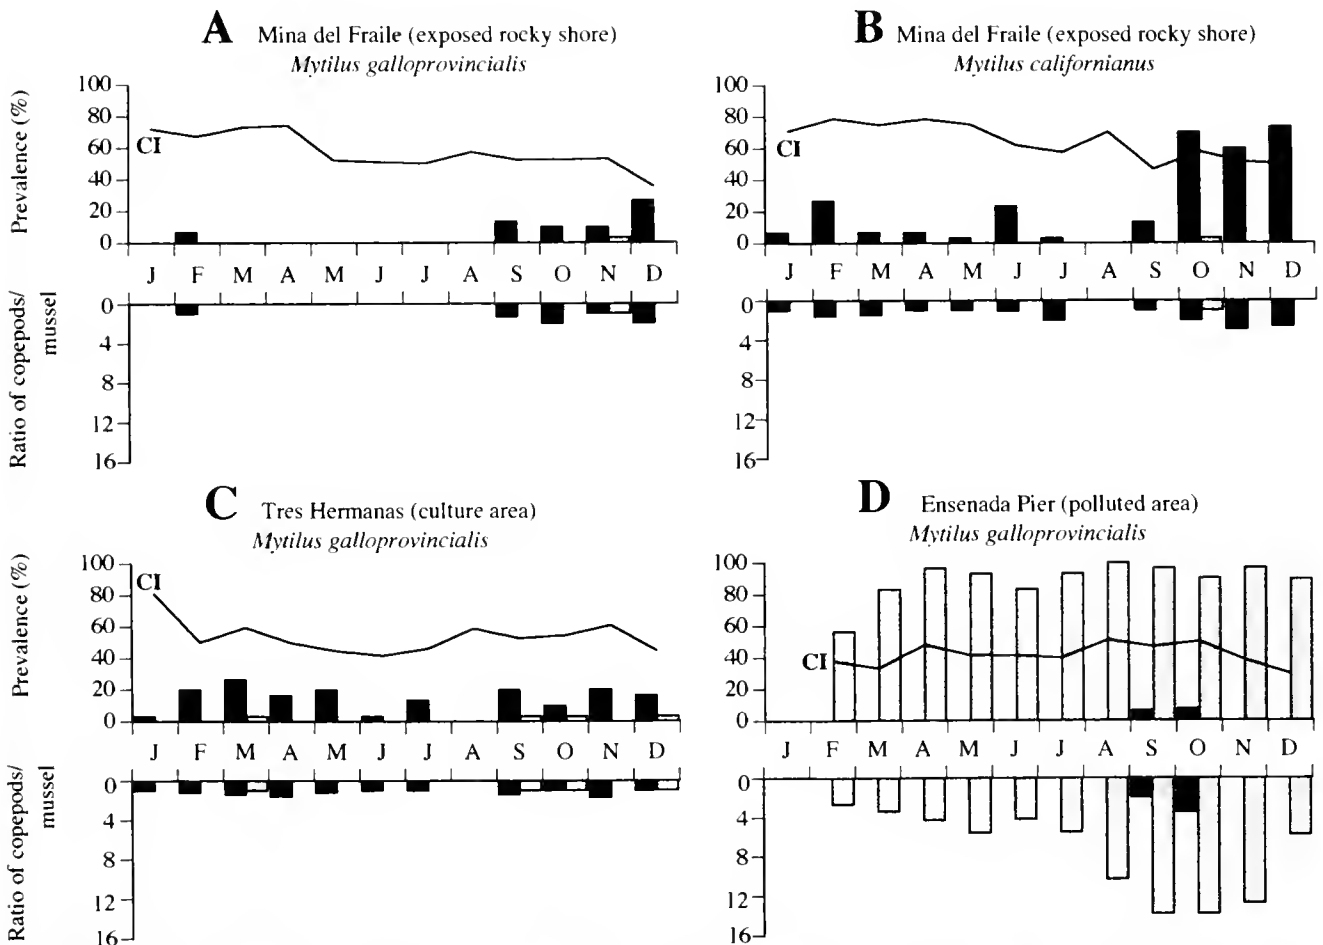 A Mina del Fraile (exposed rocky shore)
Mytilus galloprovincialis
Prevalence (%)
100
80
60
40
20
0
CI
J F M A M J J A S O N D
Ratio of copepods/
mussel
0
4
8
12
16
B Mina del Fraile (exposed rocky shore)
Mytilus californianus
100
80
60
40
20
0
CI
J F M A M J J A S O N D
0
4
8
12
16
C Tres Hermanas (culture area)
Mytilus galloprovincialis
Prevalence (%)
100
80
60
40
20
0
CI
J F M A M J J A S O N D
Ratio of copepods/
mussel
0
4
8
12
16
D Ensenada Pier (polluted area)
Mytilus galloprovincialis
100
80
60
40
20
0
CI
J F M A M J J A S O N D
0
4
8
12
16